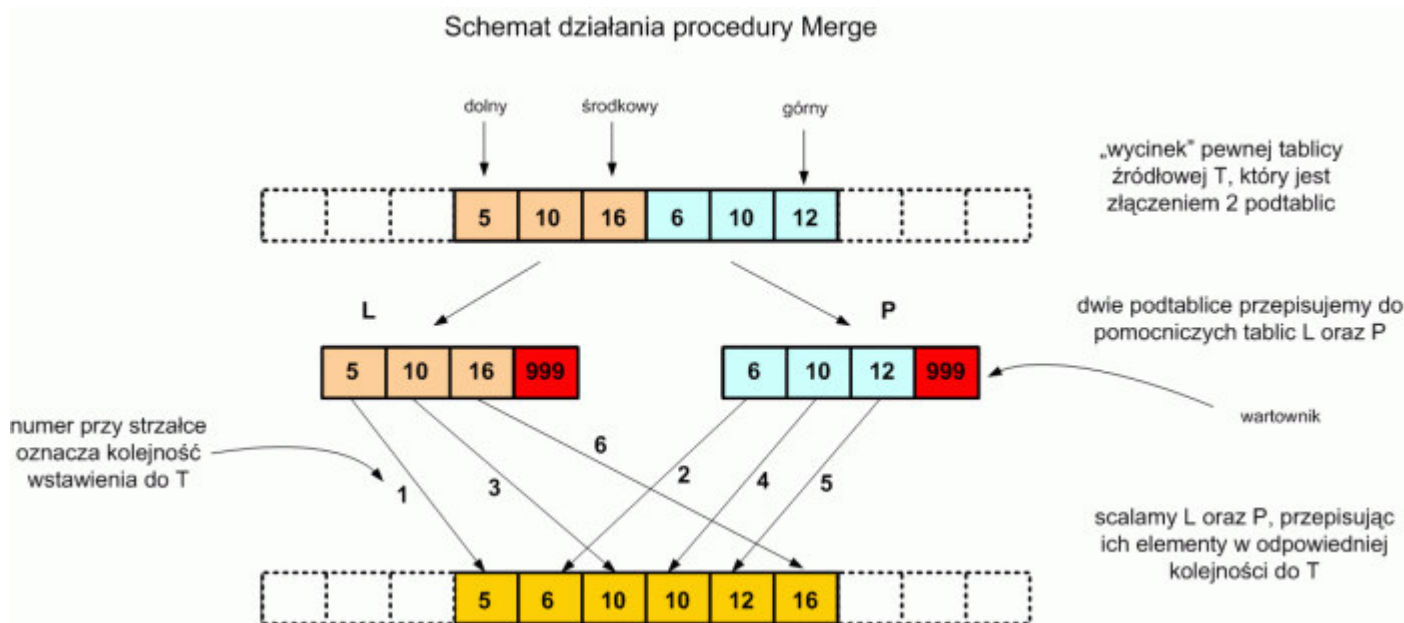 Schemat działania procedury Merge
dolny
środkowy
górny
„wycinek” pewnej tablicy
źródłowej T, który jest
złączeniem 2 podtablic
5 10 16 6 10 12
L
P
dwie podtablice przepisujemy do
pomocniczych tablic L oraz P
5 10 16 999
6 10 12 999
wartownik
numer przy strzałce
oznacza kolejność
wstawienia do T
1
3
6
2
4
5
scalamy L oraz P, przepisując
ich elementy w odpowiedniej
kolejności do T
5 6 10 10 12 16